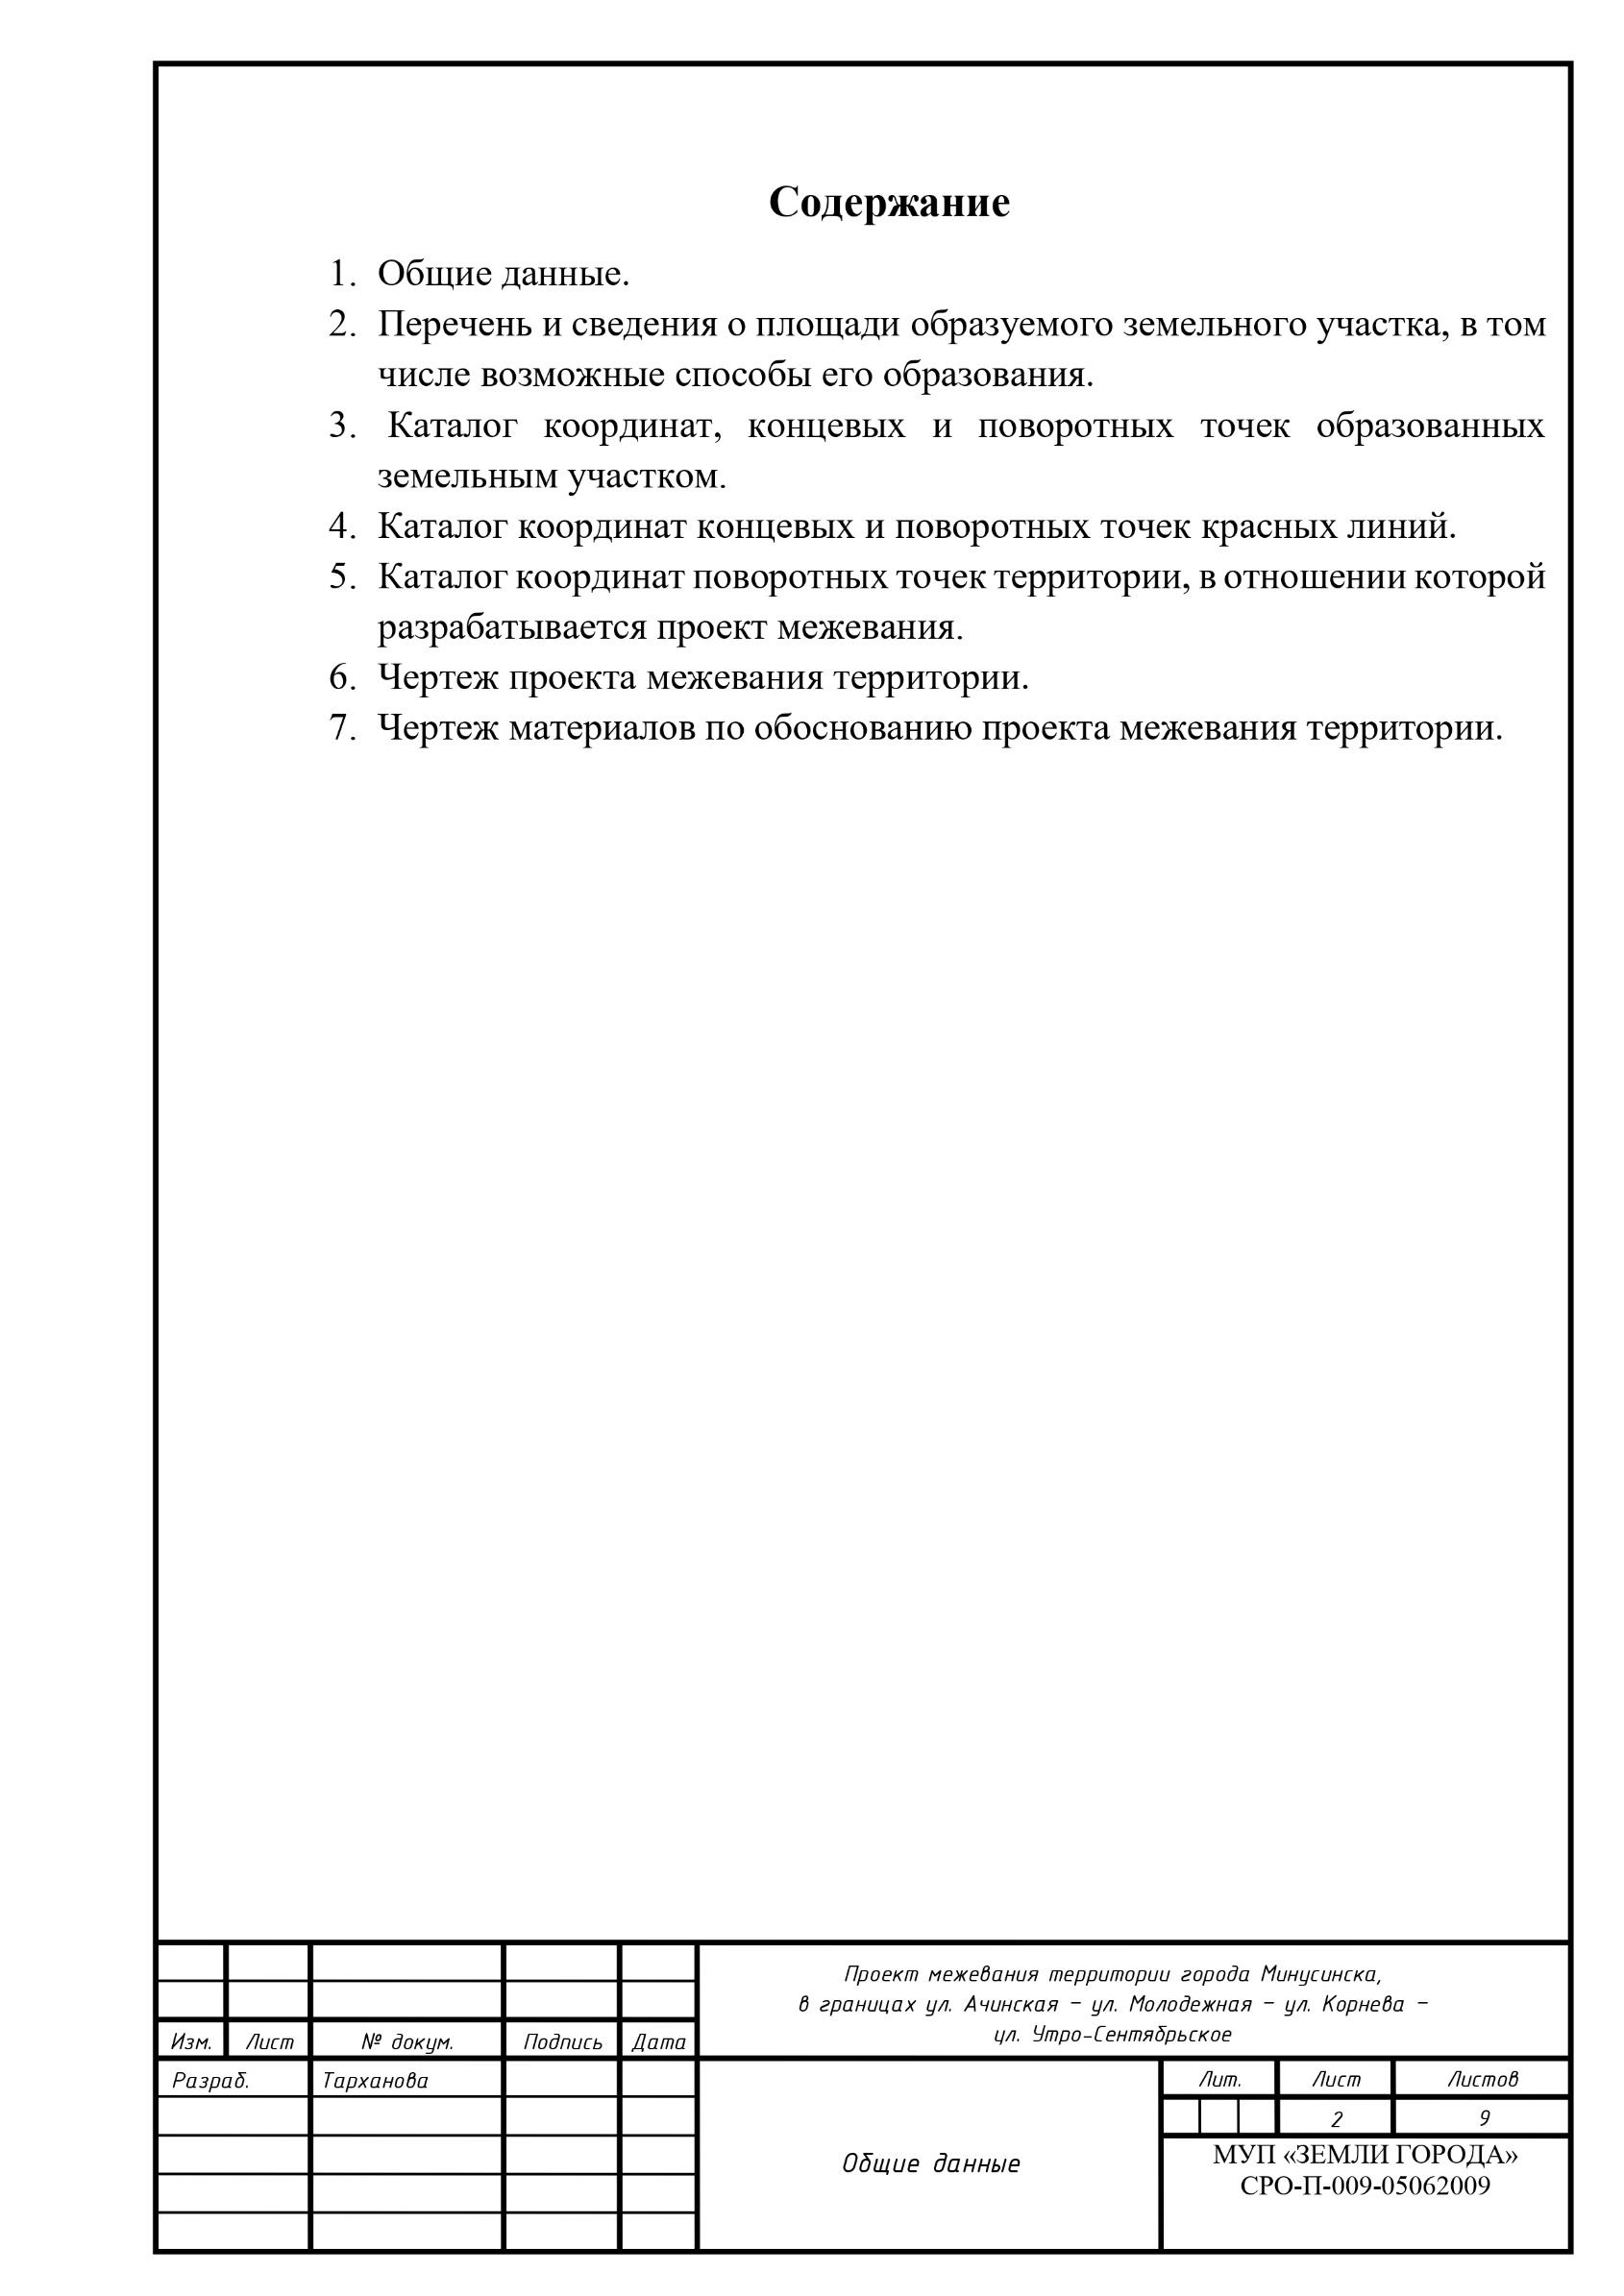 Содержание
1. Общие данные.
2. Перечень и сведения о площади образуемого земельного участка, в том
числе возможные способы его образования.
3. Каталог координат, концевых и поворотных точек образованных
земельным участком.
4. Каталог координат концевых и поворотных точек красных линий.
5. Каталог координат поворотных точек территории, в отношении которой
разрабатывается проект межевания.
6. Чертеж проекта межевания территории.
7. Чертеж материалов по обоснованию проекта межевания территории.
Проект межевания территории города Минусинска,
в границах ул. Ачинская – ул. Молодежная – ул. Корнева –
ул. Утро-Сентябрьское
Изм. Лист № докум. Подпись Дата
Разраб. Тарханова
Общие данные
Лит. Лист Листов
2 9
МУП «ЗЕМЛИ ГОРОДА»
СРО-П-009-05062009